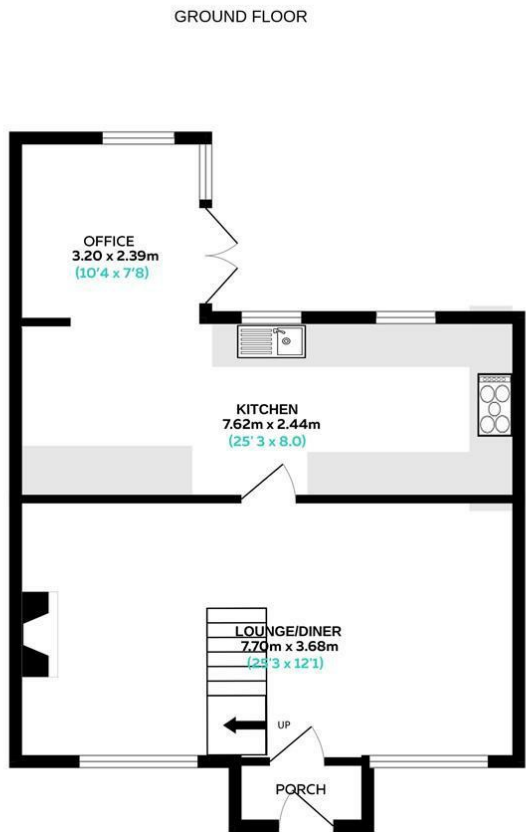 GROUND FLOOR
OFFICE
3.20 x 2.39m
(10'4 x 7'8)
KITCHEN
7.62m x 2.44m
(25' 3 x 8.0)
LOUNGE/DINER
7.70m x 3.68m
(25'3 x 12'1)
UP
PORCH